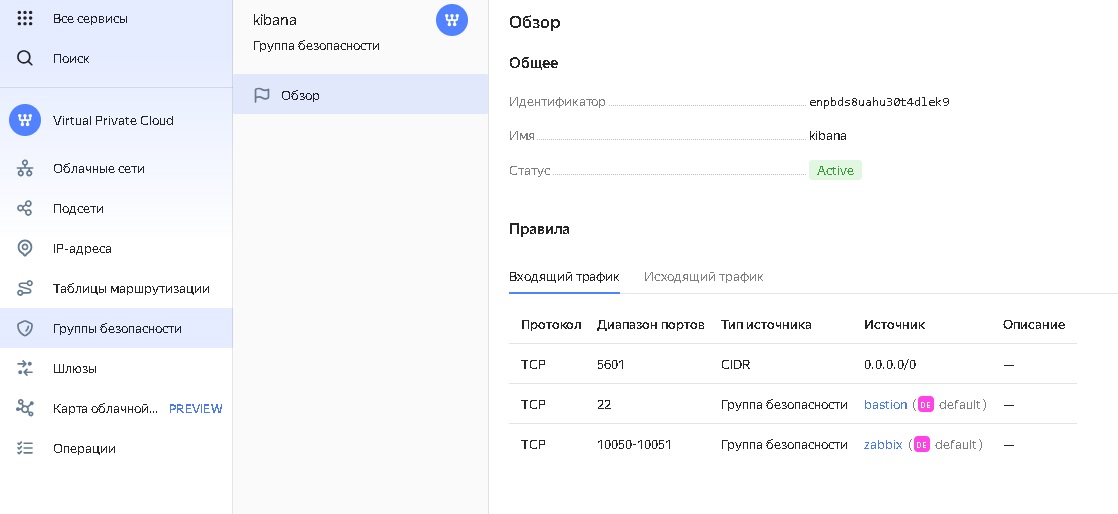 Все сервисы
Поиск
Virtual Private Cloud
Облачные сети
Подсети
IP-адреса
Таблицы маршрутизации
Группы безопасности
Шлюзы
Карта облачной... PREVIEW
Операции
kibana
Группа безопасности
Обзор
Обзор
Общее
Идентификатор enpbds8uahu30t4dlek9
Имя kibana
Статус Active
Правила
Входящий трафик Исходящий трафик
Протокол Диапазон портов Тип источника Источник Описание
TCP 5601 CIDR 0.0.0.0/0 —
TCP 22 Группа безопасности bastion (DE default) —
TCP 10050-10051 Группа безопасности zabbix (DE default) —